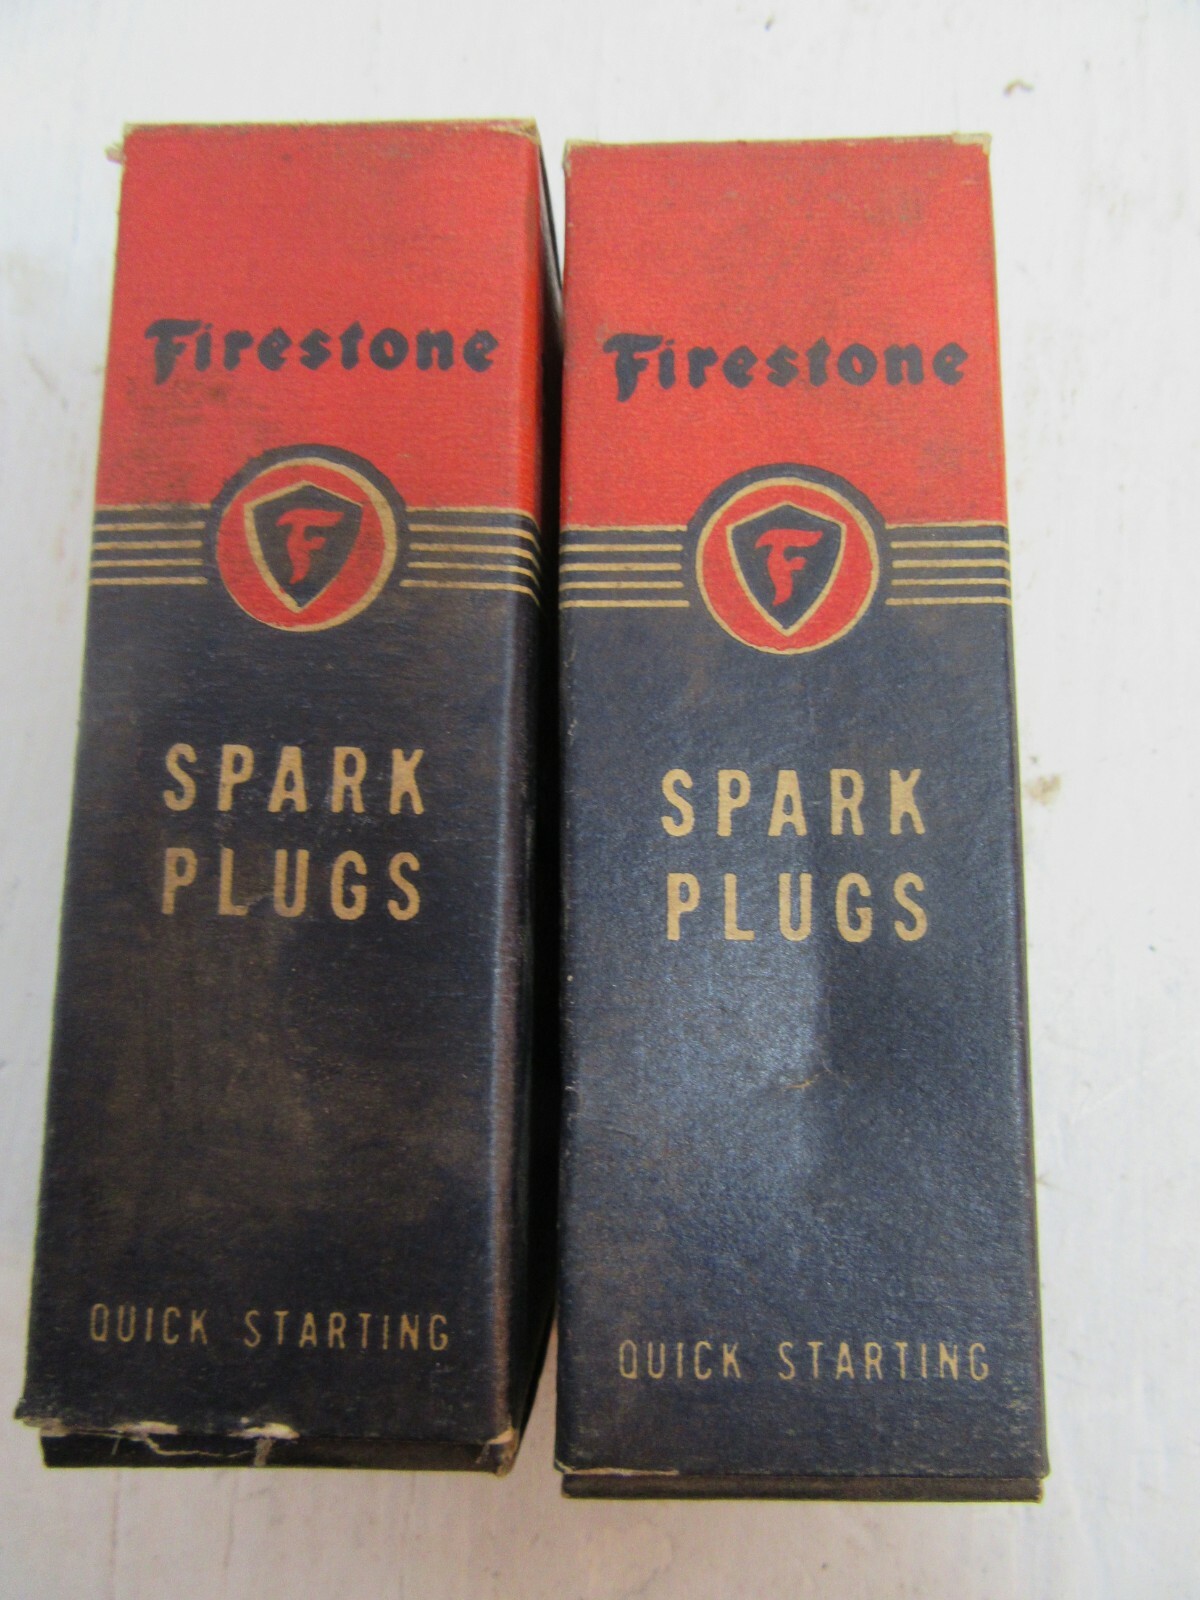 Firestone
F
SPARK
PLUGS
QUICK STARTING
Firestone
F
SPARK
PLUGS
QUICK STARTING